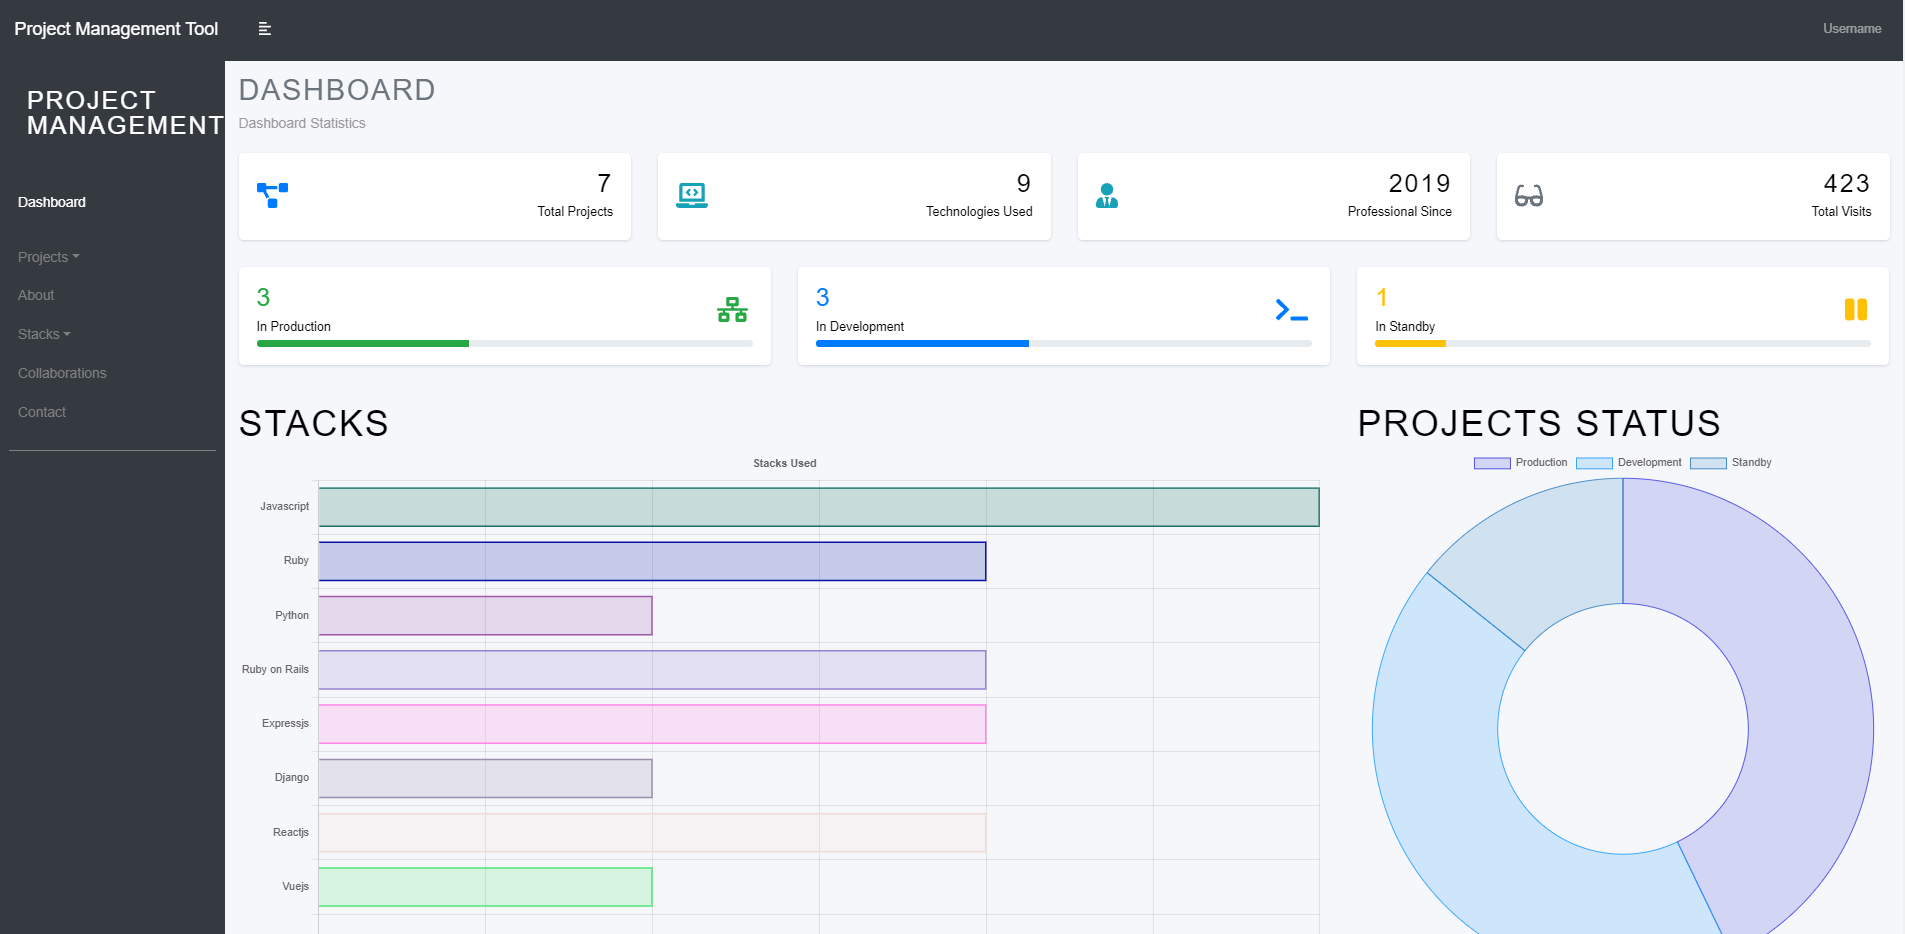 Project Management Tool
Username
PROJECT
MANAGEMENT
Dashboard
Projects
About
Stacks
Collaborations
Contact
DASHBOARD
Dashboard Statistics
7
Total Projects
9
Technologies Used
2019
Professional Since
423
Total Visits
3
In Production
3
In Development
1
In Standby
STACKS
Stacks Used
Javascript
Ruby
Python
Ruby on Rails
Expressjs
Django
Reactjs
Vuejs
PROJECTS STATUS
Production Development Standby